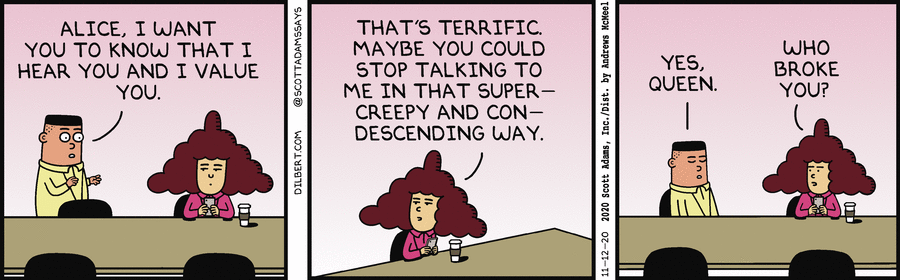 ALICE, I WANT
YOU TO KNOW THAT I
HEAR YOU AND I VALUE
YOU.
DILBERT.COM @SCOTTADAMSSAYS
THAT'S TERRIFIC.
MAYBE YOU COULD
STOP TALKING TO
ME IN THAT SUPER-
CREEPY AND CON-
DESCENDING WAY.
11-12-20 2020 Scott Adams, Inc./Dist. by Andrews McMeel
YES,
QUEEN.
WHO
BROKE
YOU?